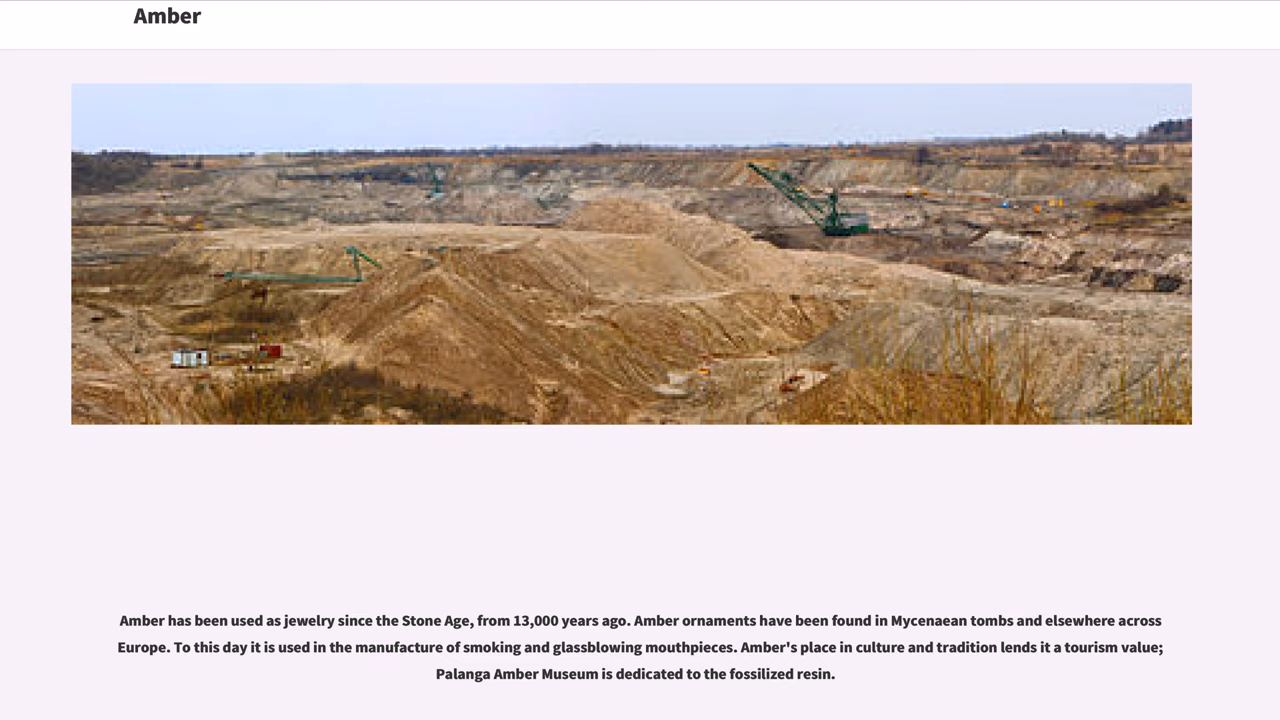 Amber
Amber has been used as jewelry since the Stone Age, from 13,000 years ago. Amber ornaments have been found in Mycenaean tombs and elsewhere across
Europe. To this day it is used in the manufacture of smoking and glassblowing mouthpieces. Amber's place in culture and tradition lends it a tourism value;
Palanga Amber Museum is dedicated to the fossilized resin.